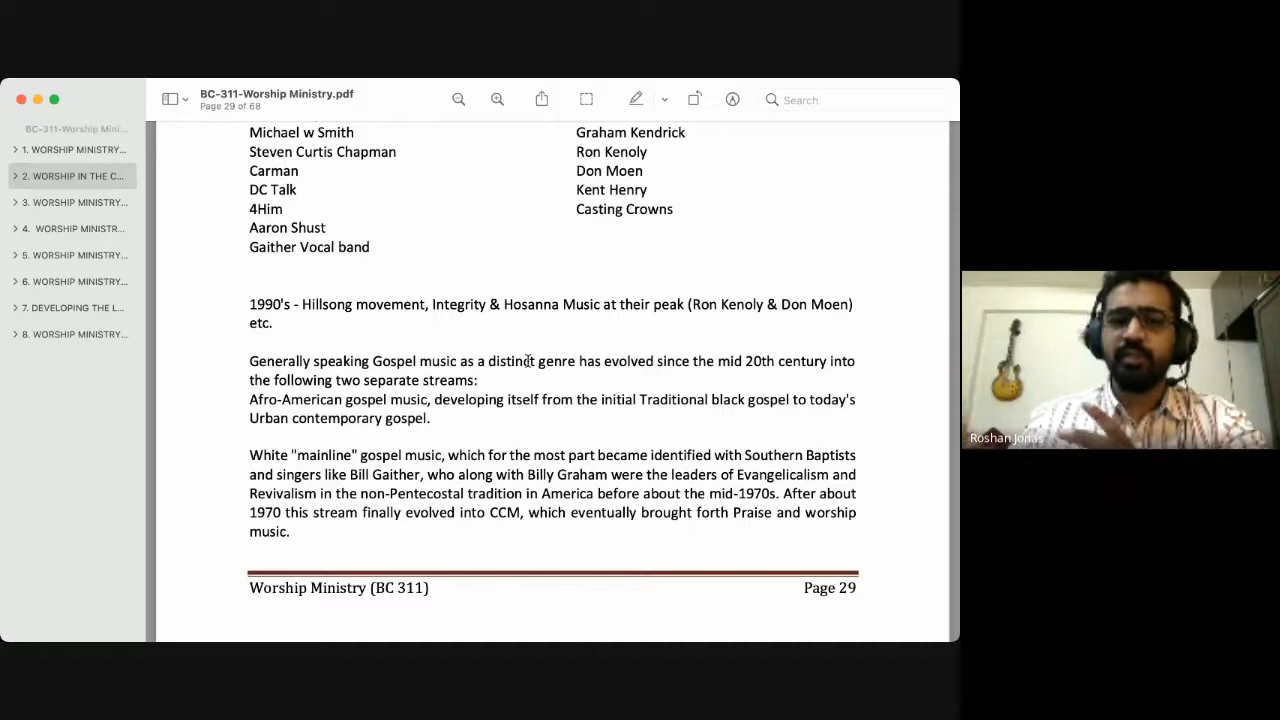 BC-311-Worship Ministry.pdf
Page 29 of 68
Search
BC-311-Worship Mini...
1. WORSHIP MINISTRY...
2. WORSHIP IN THE C...
3. WORSHIP MINISTRY...
4. WORSHIP MINISTR...
5. WORSHIP MINISTRY...
6. WORSHIP MINISTRY...
7. DEVELOPING THE L...
8. WORSHIP MINISTRY...
Michael w Smith
Steven Curtis Chapman
Carman
DC Talk
4Him
Aaron Shust
Gaither Vocal band
Graham Kendrick
Ron Kenoly
Don Moen
Kent Henry
Casting Crowns
1990's - Hillsong movement, Integrity & Hosanna Music at their peak (Ron Kenoly & Don Moen)
etc.
Generally speaking Gospel music as a distinct genre has evolved since the mid 20th century into
the following two separate streams:
Afro-American gospel music, developing itself from the initial Traditional black gospel to today's
Urban contemporary gospel.
White "mainline" gospel music, which for the most part became identified with Southern Baptists
and singers like Bill Gaither, who along with Billy Graham were the leaders of Evangelicalism and
Revivalism in the non-Pentecostal tradition in America before about the mid-1970s. After about
1970 this stream finally evolved into CCM, which eventually brought forth Praise and worship
music.
Worship Ministry (BC 311)
Page 29
Roshan Jonas